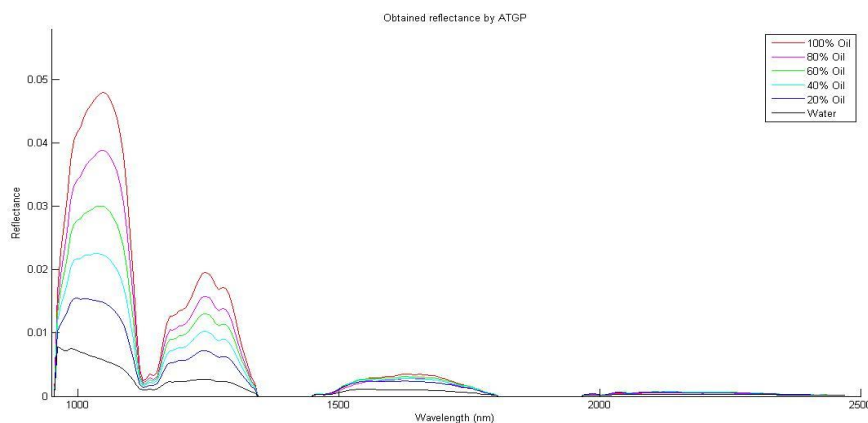 Obtained reflectance by ATGP
100% Oil
80% Oil
60% Oil
40% Oil
20% Oil
Water
0.05
0.04
0.03
0.02
0.01
0
Reflectance
1000
1500
2000
2500
Wavelength (nm)